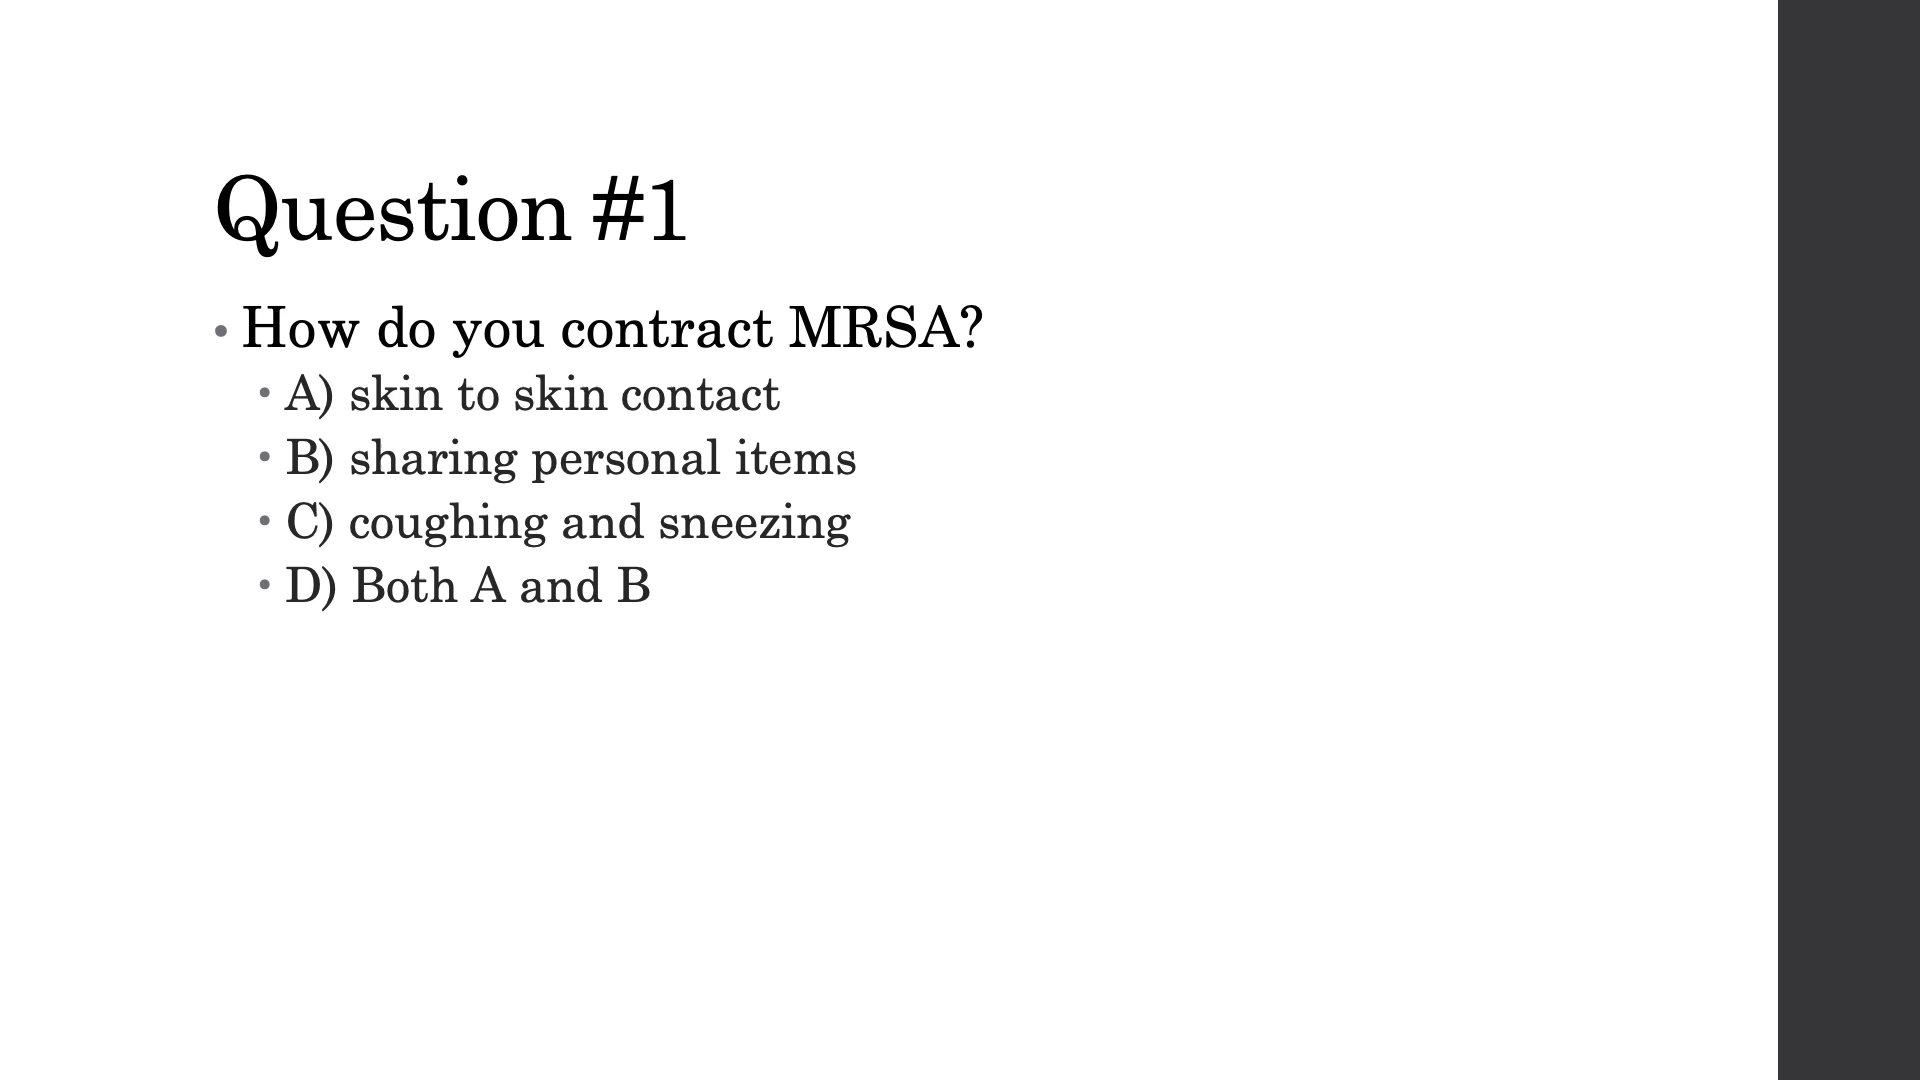 Question #1
• How do you contract MRSA?
• A) skin to skin contact
• B) sharing personal items
• C) coughing and sneezing
• D) Both A and B